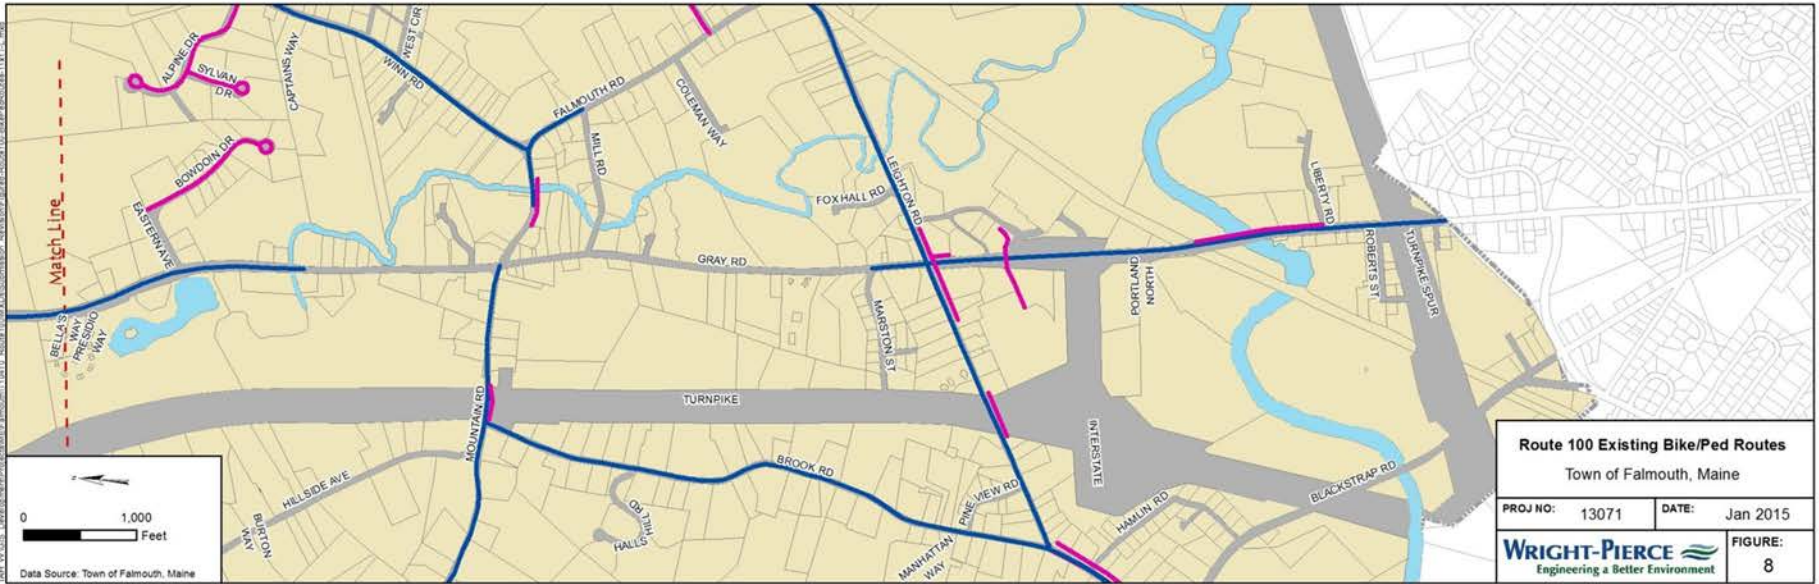 ALPINE DR
SYLVAN
DR
CAPTAINS WAY
WEST CIR
WINN RD
FALMOUTH RD
COLEMAN WAY
MILL RD
BOWDOIN DR
EASTERN AVE
Match Line
LEIGHTON RD
FOXHALL RD
LIBERTY RD
GRAY RD
PORTLAND
NORTH
ROBERTS ST
TURNPIKE SPUR
BELLA'S
WAY
PRESIDIO
WAY
MARSTON ST
MOUNTAIN RD
TURNPIKE
INTERSTATE
HILLSIDE AVE
BURTON
WAY
BROOK RD
HALLS
HILL RD
PINE VIEW RD
MANHATTAN
WAY
HAMLIN RD
BLACKSTRAP RD
z
0 1,000
Feet
Data Source: Town of Falmouth, Maine
Route 100 Existing Bike/Ped Routes
Town of Falmouth, Maine
PROJ NO: 13071 DATE: Jan 2015
WRIGHT-PIERCE
Engineering a Better Environment
FIGURE:
8